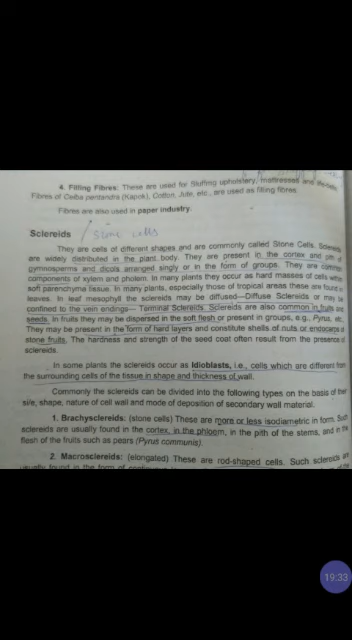 4. Filling Fibres: These are used for Stuffing upholstery, mattresses and
Fibres of Ceiba pentandra (Kapok), Cotton, Jute, etc., are used as filling fibres.
Fibres are also used in paper industry.
Sclereids / stone cells
They are cells of different shapes and are commonly called Stone Cells. Sclereids
are widely distributed in the plant body. They are present in the cortex and pith of
gymnosperms and dicots arranged singly or in the form of groups. They are common
components of xylem and pholem. In many plants they occur as hard masses of cells within
soft parenchyma tissue. In many plants, especially those of tropical areas these are found in
leaves. In leaf mesophyll the sclereids may be diffused—Diffuse Sclereids or may be
confined to the vein endings— Terminal Sclereids. Sclereids are also common in fruits and
seeds. In fruits they may be dispersed in the soft flesh or present in groups, e.g., Pyrus, etc.
They may be present in the form of hard layers and constitute shells of nuts or endocarps of
stone fruits. The hardness and strength of the seed coat often result from the presence of
sclereids.
In some plants the sclereids occur as Idioblasts, i.e., cells which are different from
the surrounding cells of the tissue in shape and thickness of wall.
Commonly the sclereids can be divided into the following types on the basis of their
size, shape, nature of cell wall and mode of deposition of secondary wall material.
1. Brachysclereids: (stone cells) These are more or less isodiametric in form. Such
sclereids are usually found in the cortex, in the phloem, in the pith of the stems, and in the
flesh of the fruits such as pears (Pyrus communis).
2. Macrosclereids: (elongated) These are rod-shaped cells. Such sclereids are
usually found in the form of
19:33